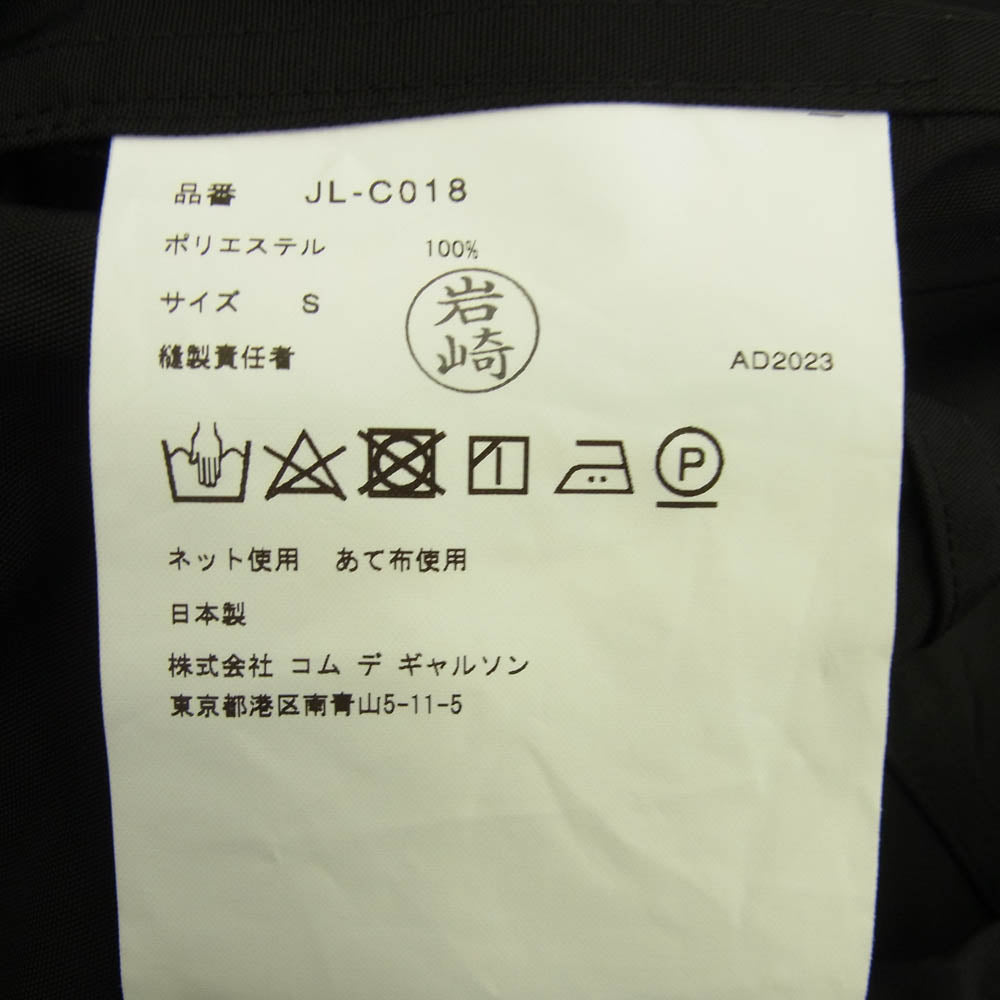 品番 JL-C018
ポリエステル 100%
サイズ S
岩崎
縫製責任者 AD2023
P
ネット使用 あて布使用
日本製
株式会社 コム デ ギャルソン
東京都港区南青山5-11-5